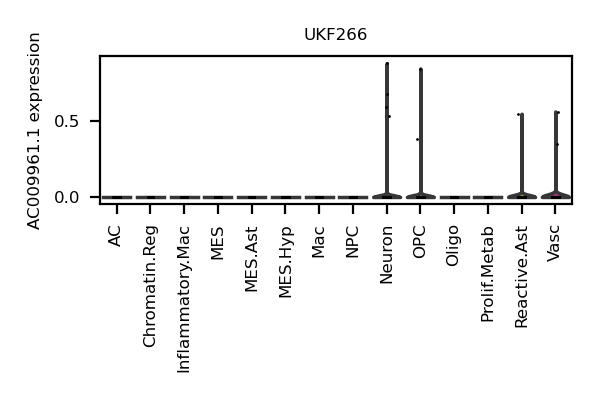 UKF266
AC009961.1 expression
0.5
0.0
AC
Chromatin.Reg
Inflammatory.Mac
MES
MES.Ast
MES.Hyp
Mac
NPC
Neuron
OPC
Oligo
Prolif.Metab
Reactive.Ast
Vasc